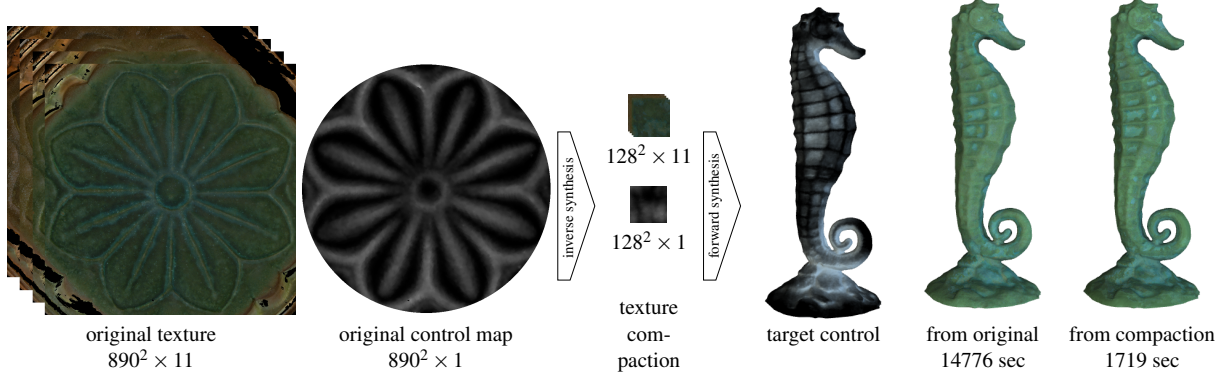 original texture
890² × 11
original control map
890² × 1
inverse synthesis
128² × 11
128² × 1
texture
com-
paction
forward synthesis
target control
from original
14776 sec
from compaction
1719 sec